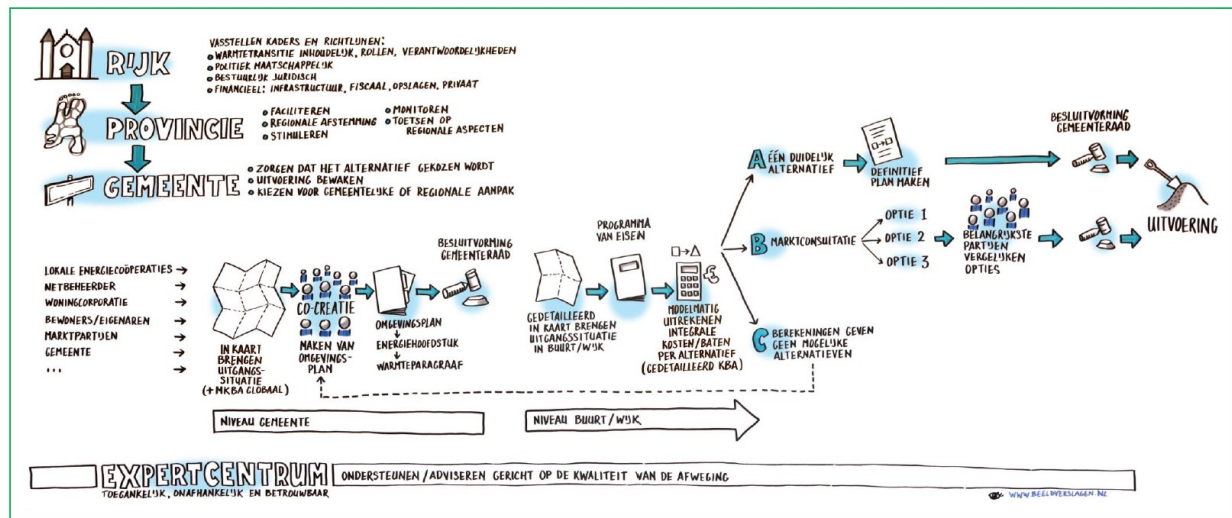 RIJK
VASSTELLEN KADERS EN RICHTLIJNEN:
WARMTETRANSITIE INHOUDELIJK, ROLLEN, VERANTWOORDELIJKHEDEN
POLITIEK MAATSCHAPPELIJK
BESTUURLIJK JURIDISCH
FINANCIEEL: INFRASTRUCTUUR, FISCAAL, OPSLAGEN, PRIVAAT
PROVINCIE
FACILITEREN
REGIONALE AFSTEMMING
STIMULEREN
MONITOREN
TOETSEN OP
REGIONALE ASPECTEN
GEMEENTE
ZORGEN DAT HET ALTERNATIEF GEKOZEN WORDT
UITVOERING BEWAKEN
KIEZEN VOOR GEMEENTELIJKE OF REGIONALE AANPAK
LOKALE ENERGIECOÖPERATIES
NETBEHEERDER
WONINGCORPORATIE
BEWONERS/EIGENAREN
MARKTPARTIJEN
GEMEENTE
...
IN KAART
BRENGEN
UITGANGS-
SITUATIE
(+MKBA GLOBAAL)
CO-CREATIE
MAKEN VAN
OMGEVINGS-
PLAN
OMGEVINGSPLAN
ENERGIEHOOFDSTUK
WARMTEPARAGRAAF
BESLUITVORMING
GEMEENTERAAD
GEDETAILLEERD
IN KAART BRENGEN
UITGANGSSITUATIE
IN BUURT/WIJK
PROGRAMMA
VAN EISEN
MODELMATIG
UITREKENEN
INTEGRALE
KOSTEN/BATEN
PER ALTERNATIEF
(GEDETAILLEERD KBA)
A ÉÉN DUIDELIJK
ALTERNATIEF
DEFINITIEF
PLAN MAKEN
BESLUITVORMING
GEMEENTERAAD
B MARKTCONSULTATIE
OPTIE 1
OPTIE 2
OPTIE 3
BELANGRIJKSTE
PARTIJEN
VERGELIJKEN
OPTIES
UITVOERING
C BEREKENINGEN GEVEN
GEEN MOGELIJKE
ALTERNATIEVEN
NIVEAU GEMEENTE
NIVEAU BUURT/WIJK
EXPERTCENTRUM
TOEGANKELIJK, ONAFHANKELIJK EN BETROUWBAAR
ONDERSTEUNEN/ADVISEREN GERICHT OP DE KWALITEIT VAN DE AFWEGING
WWW.BEELDVERSLAGEN.NL